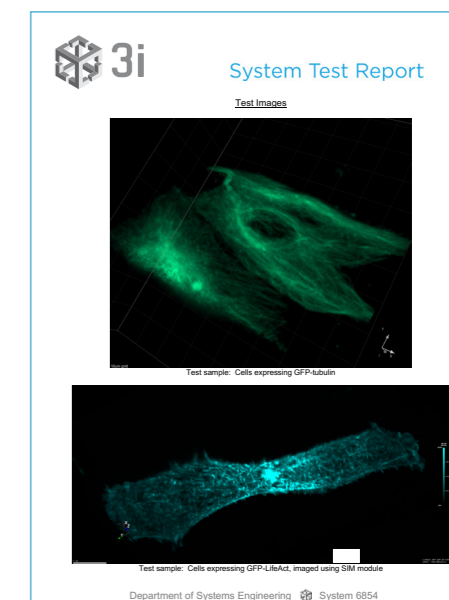 3i
System Test Report
Test Images
Test sample: Cells expressing GFP-tubulin
Test sample: Cells expressing GFP-LifeAct, imaged using SIM module
Department of Systems Engineering System 6854